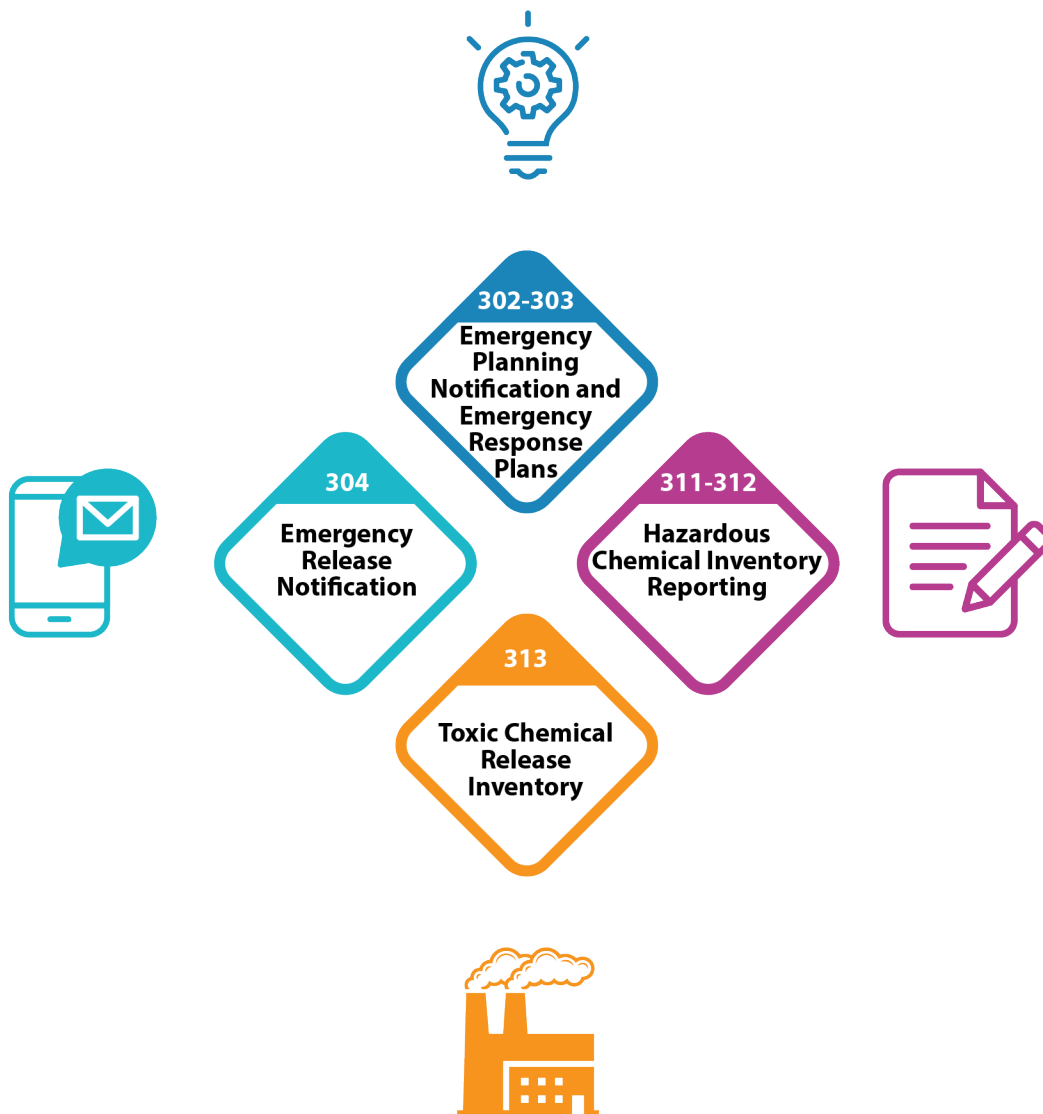 302-303
Emergency
Planning
Notification and
Emergency
Response
Plans
304
Emergency
Release
Notification
311-312
Hazardous
Chemical Inventory
Reporting
313
Toxic Chemical
Release
Inventory